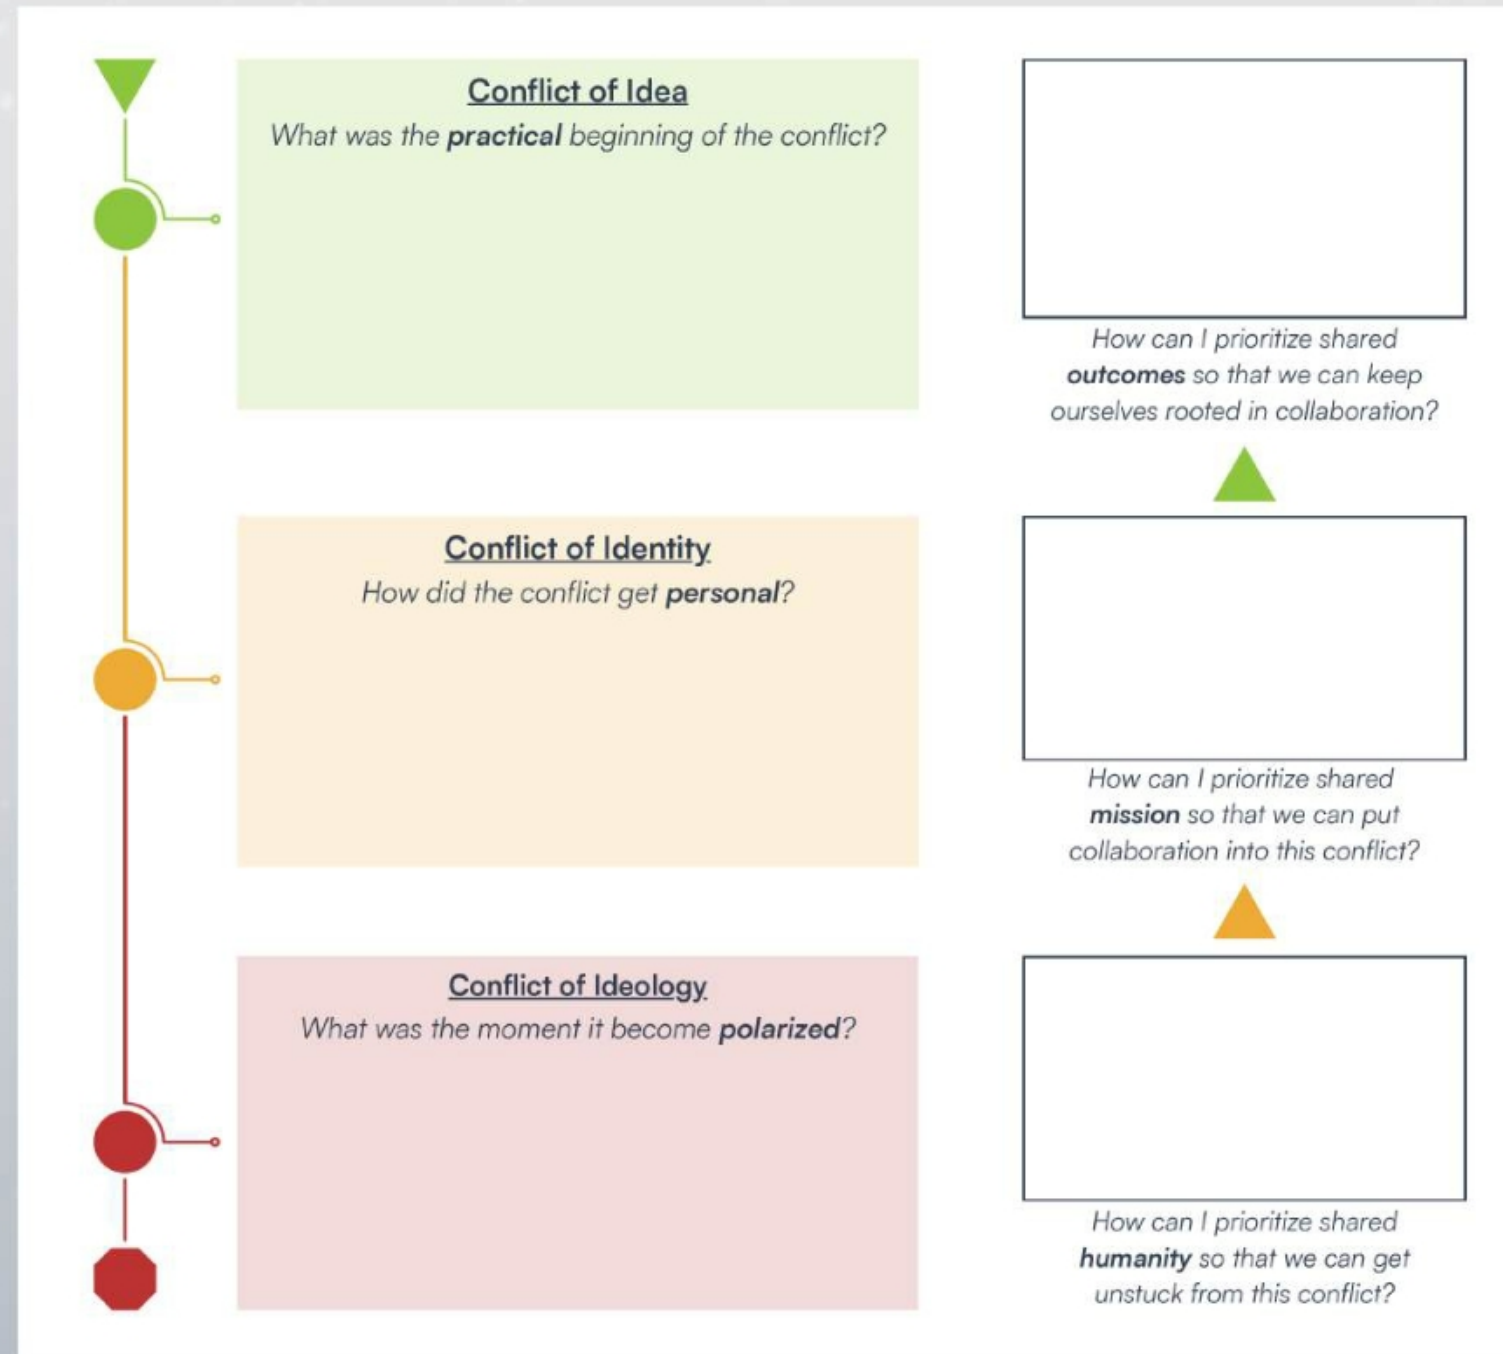 Conflict of Idea
What was the practical beginning of the conflict?
How can I prioritize shared
outcomes so that we can keep
ourselves rooted in collaboration?
Conflict of Identity
How did the conflict get personal?
How can I prioritize shared
mission so that we can put
collaboration into this conflict?
Conflict of Ideology
What was the moment it become polarized?
How can I prioritize shared
humanity so that we can get
unstuck from this conflict?